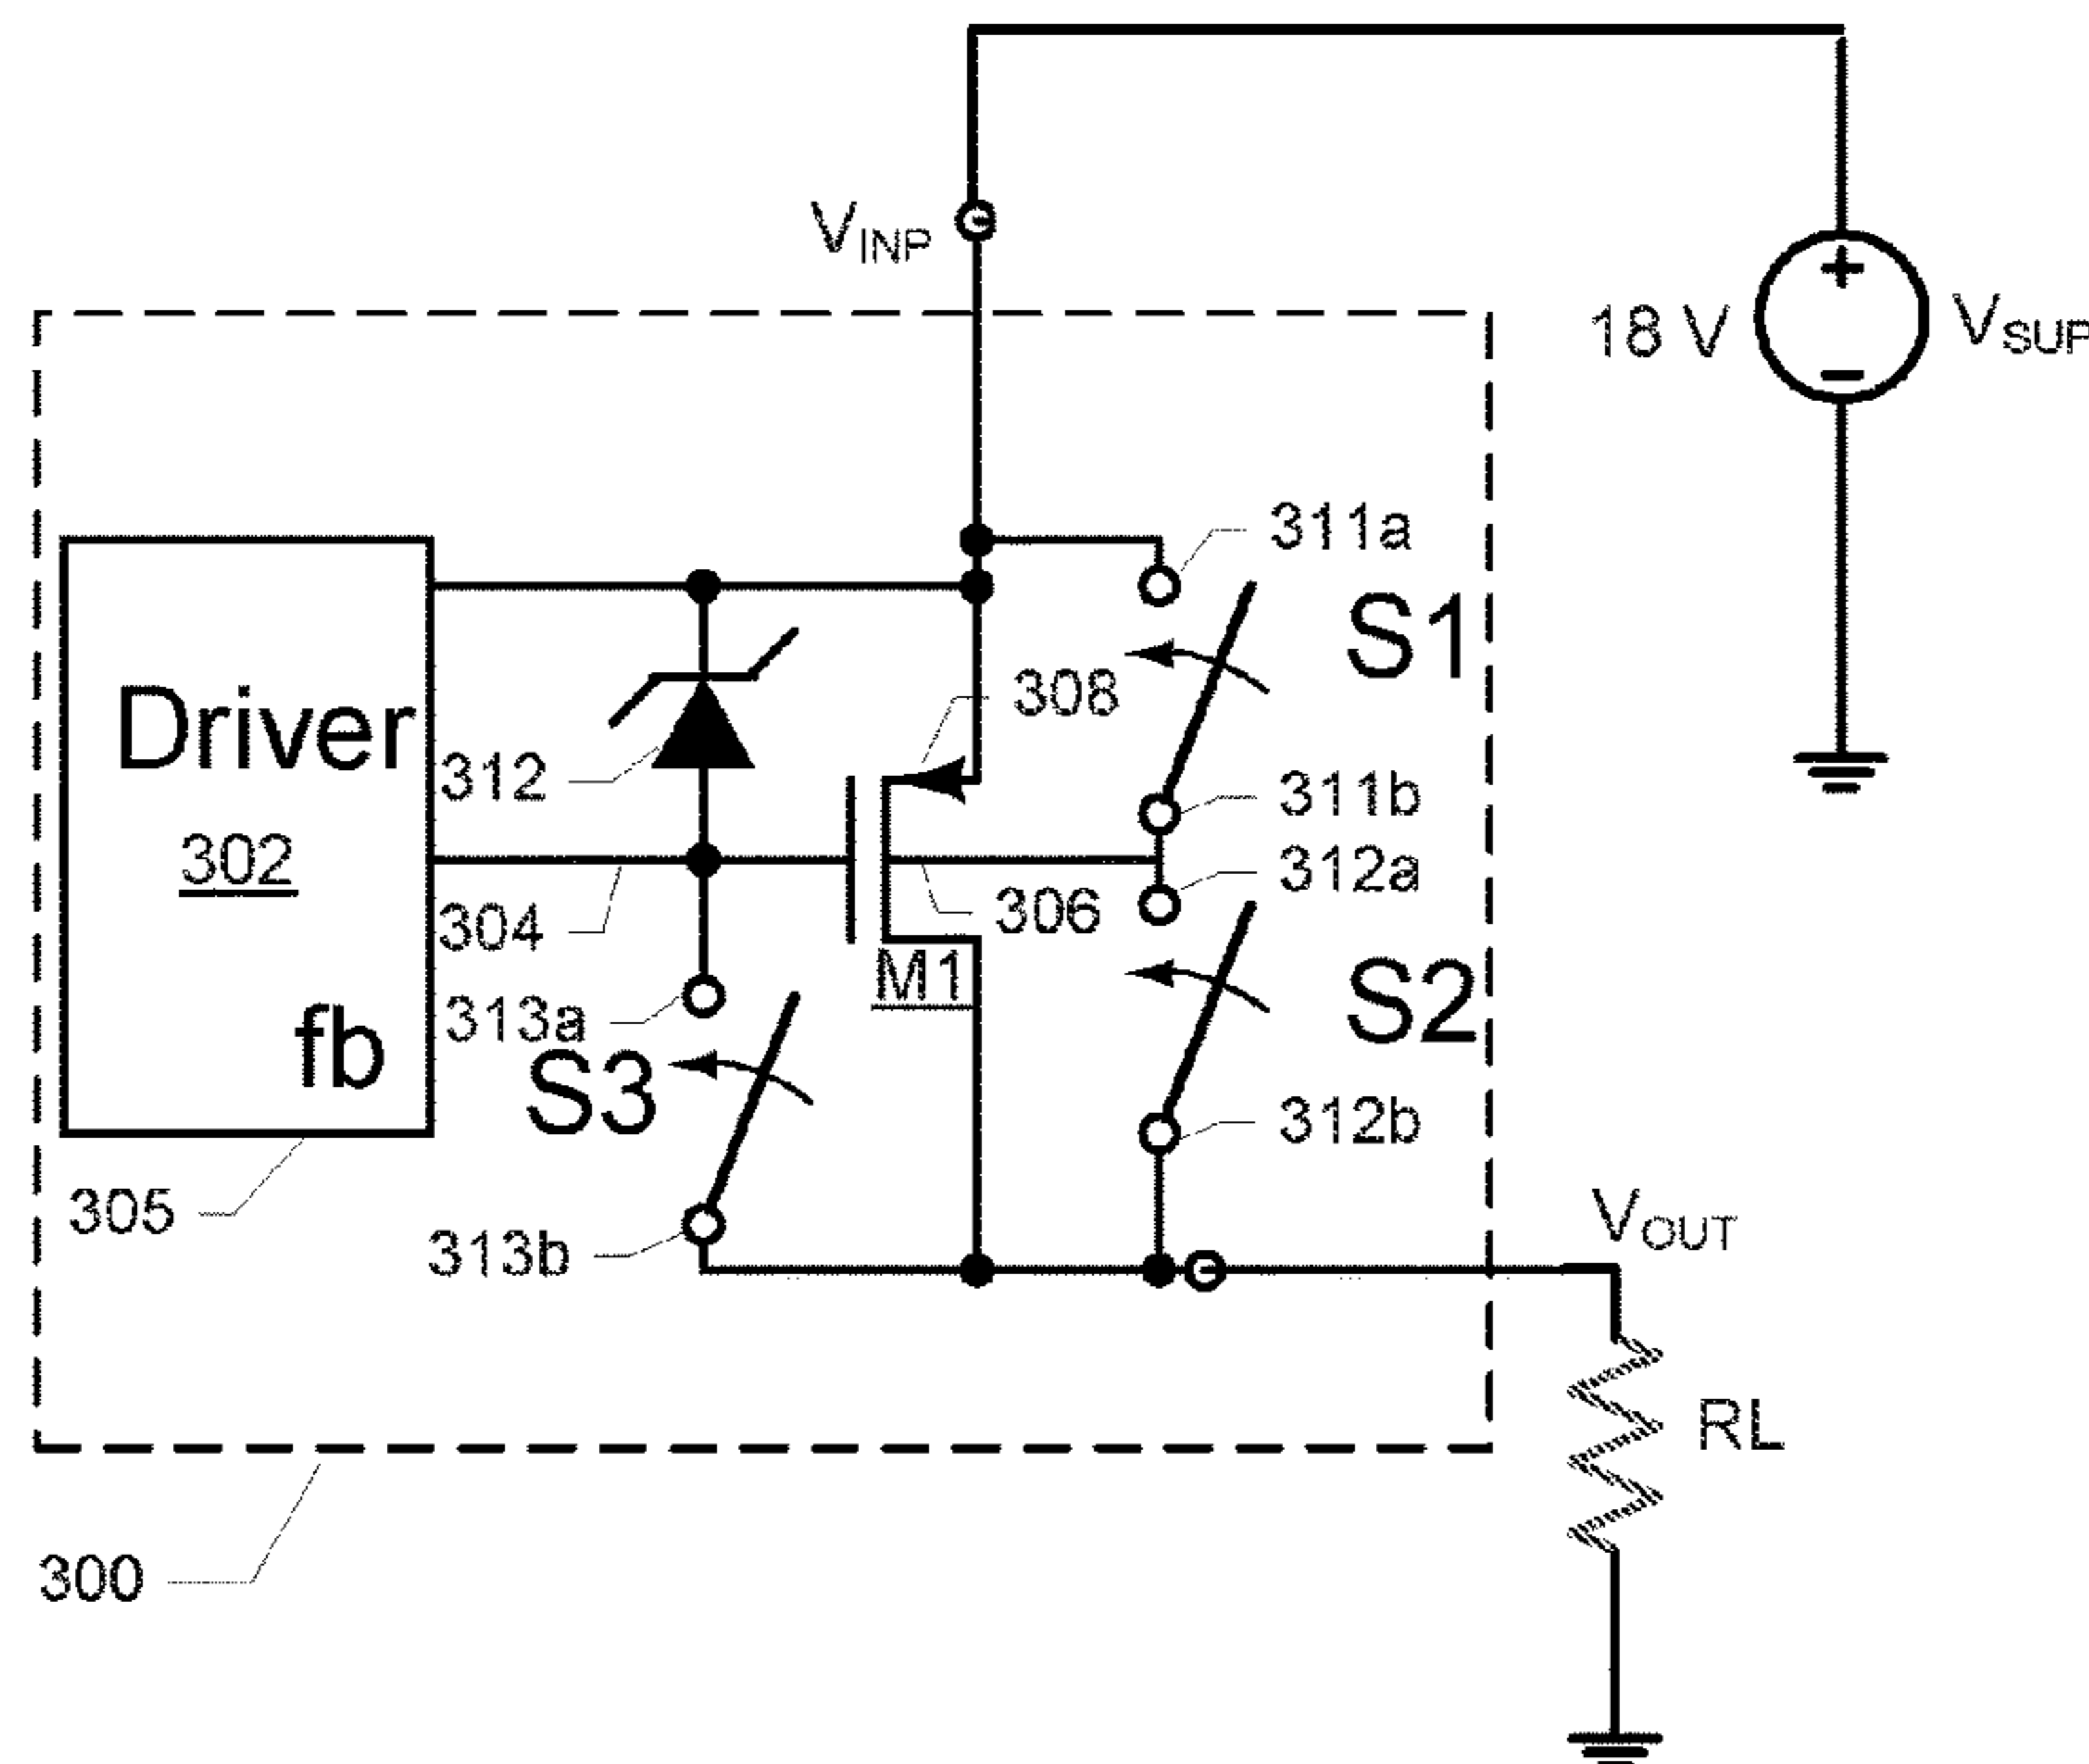 VINP
18 V
VSUP
+
−
311a
S1
308
Driver
312
311b
302
312a
304
306
M1
313a
S2
fb
S3
312b
305
313b
VOUT
RL
300